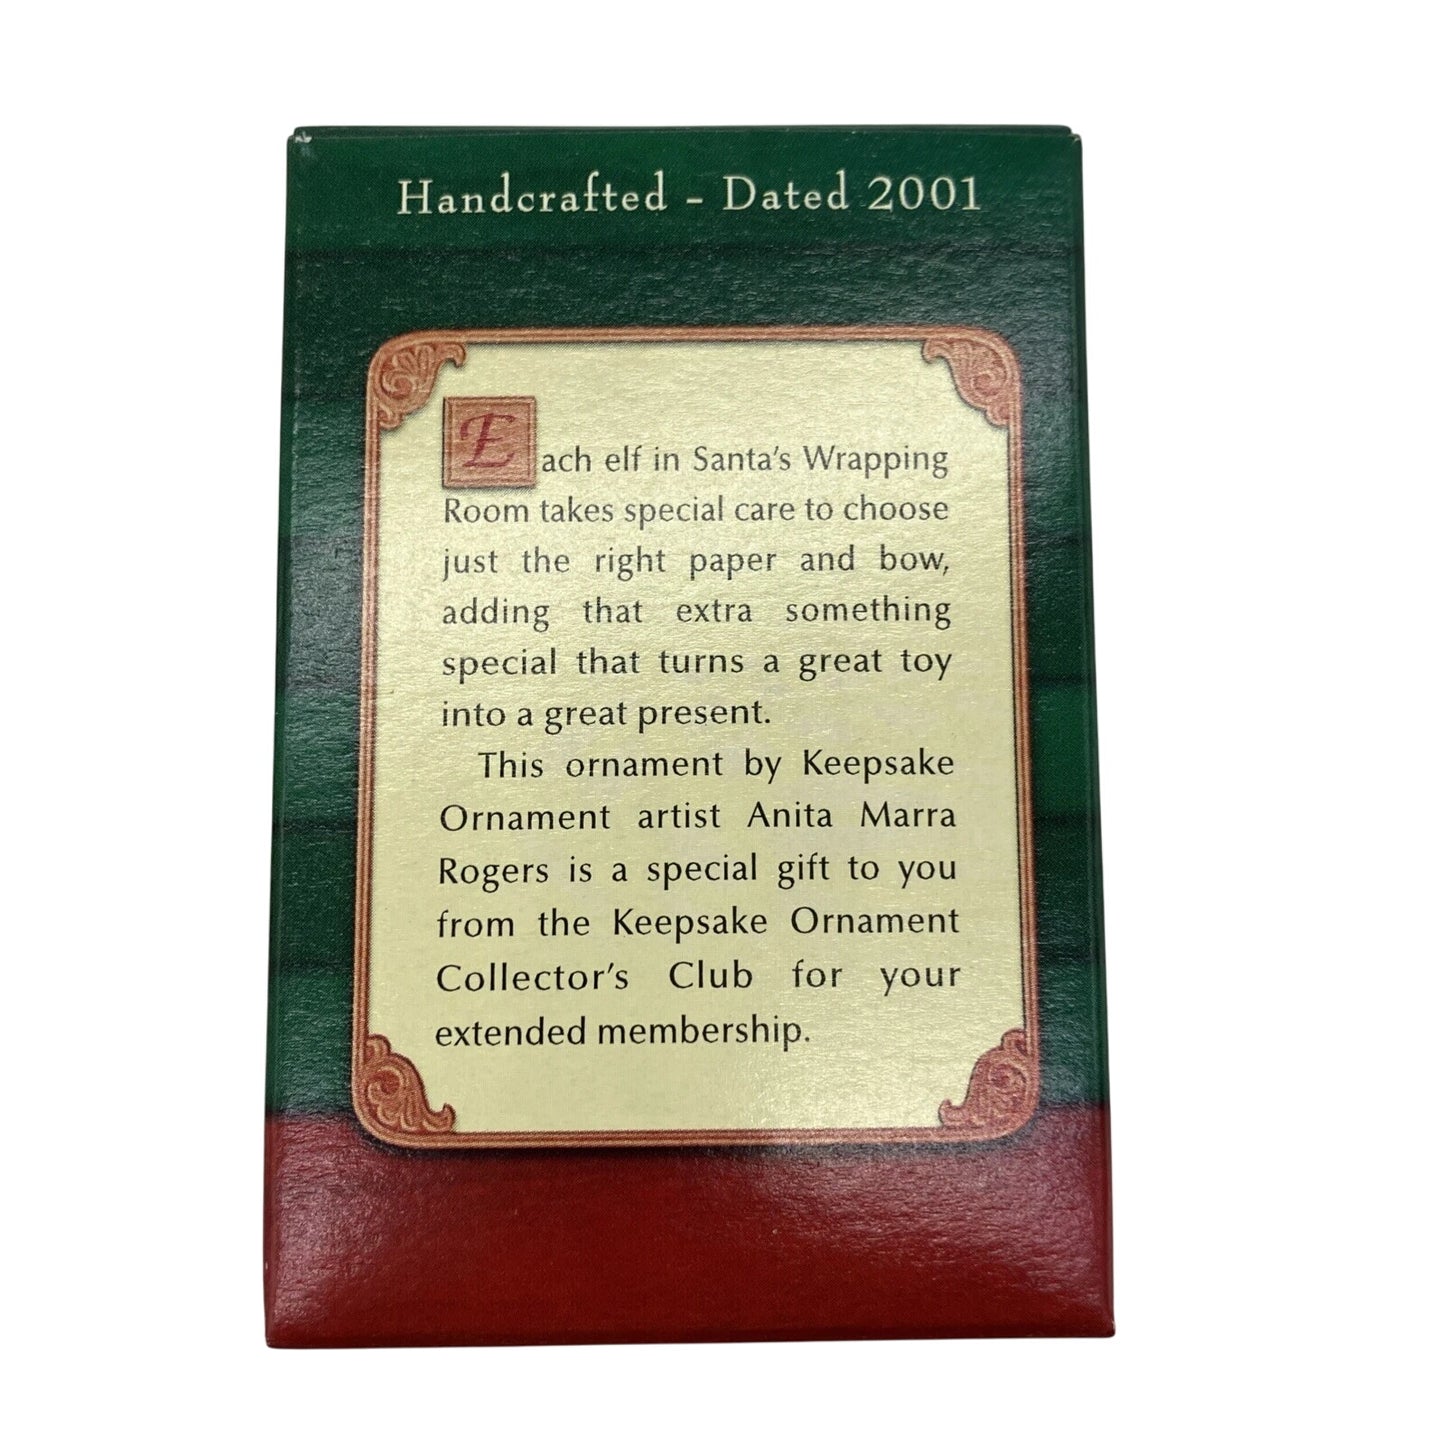 Handcrafted - Dated 2001
Each elf in Santa's Wrapping
Room takes special care to choose
just the right paper and bow,
adding that extra something
special that turns a great toy
into a great present.
This ornament by Keepsake
Ornament artist Anita Marra
Rogers is a special gift to you
from the Keepsake Ornament
Collector's Club for your
extended membership.